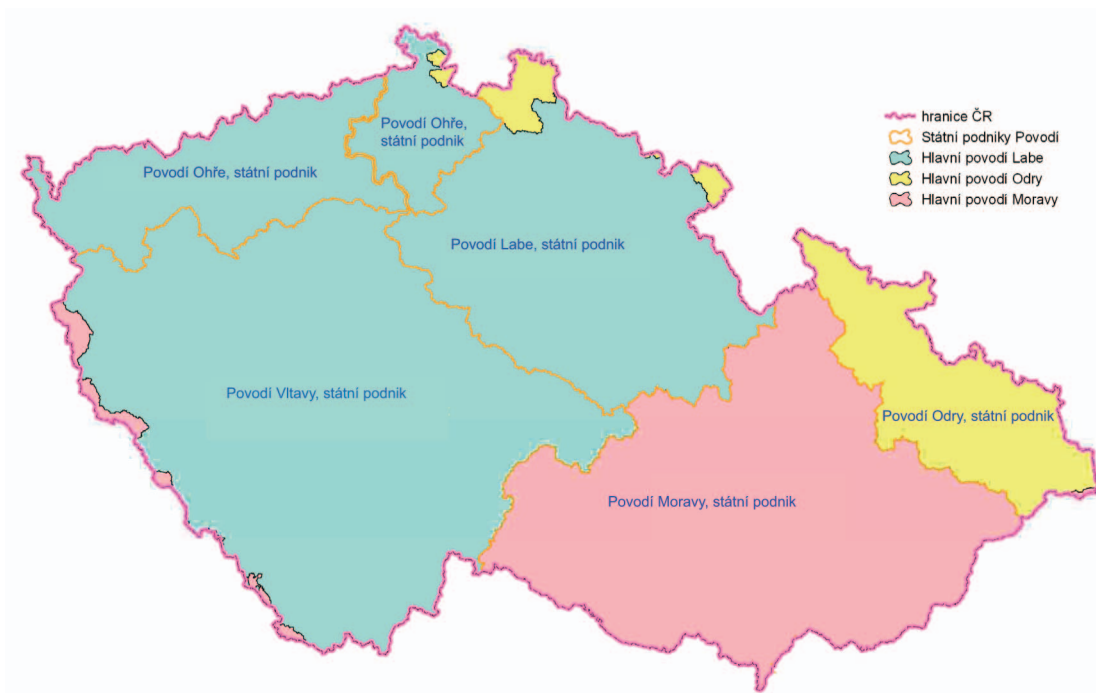 Povodí Ohře,
státní podnik
Povodí Ohře, státní podnik
Povodí Labe, státní podnik
Povodí Vltavy, státní podnik
Povodí Odry, státní podnik
Povodí Moravy, státní podnik
hranice ČR
Státní podniky Povodí
Hlavní povodí Labe
Hlavní povodí Odry
Hlavní povodí Moravy